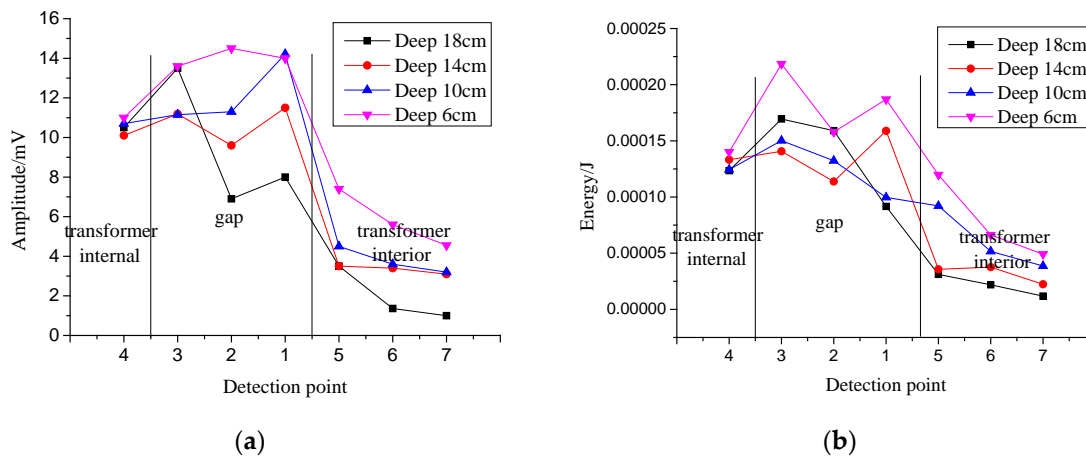 16
14
12
10
8
6
4
2
0
Amplitude/mV
Deep 18cm
Deep 14cm
Deep 10cm
Deep 6cm
transformer
internal
gap
transformer
interior
4 3 2 1 5 6 7
Detection point
(a)
0.00025
0.00020
0.00015
0.00010
0.00005
0.00000
Energy/J
Deep 18cm
Deep 14cm
Deep 10cm
Deep 6cm
transformer
internal
gap
transformer
interior
4 3 2 1 5 6 7
Detection point
(b)